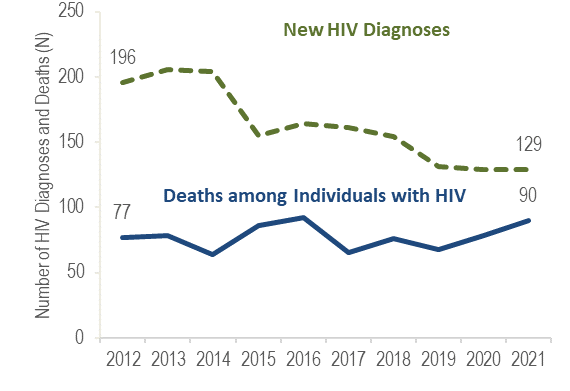 Number of HIV Diagnoses and Deaths (N)
250
200
150
100
50
0
New HIV Diagnoses
196
129
Deaths among Individuals with HIV
77
90
2012 2013 2014 2015 2016 2017 2018 2019 2020 2021